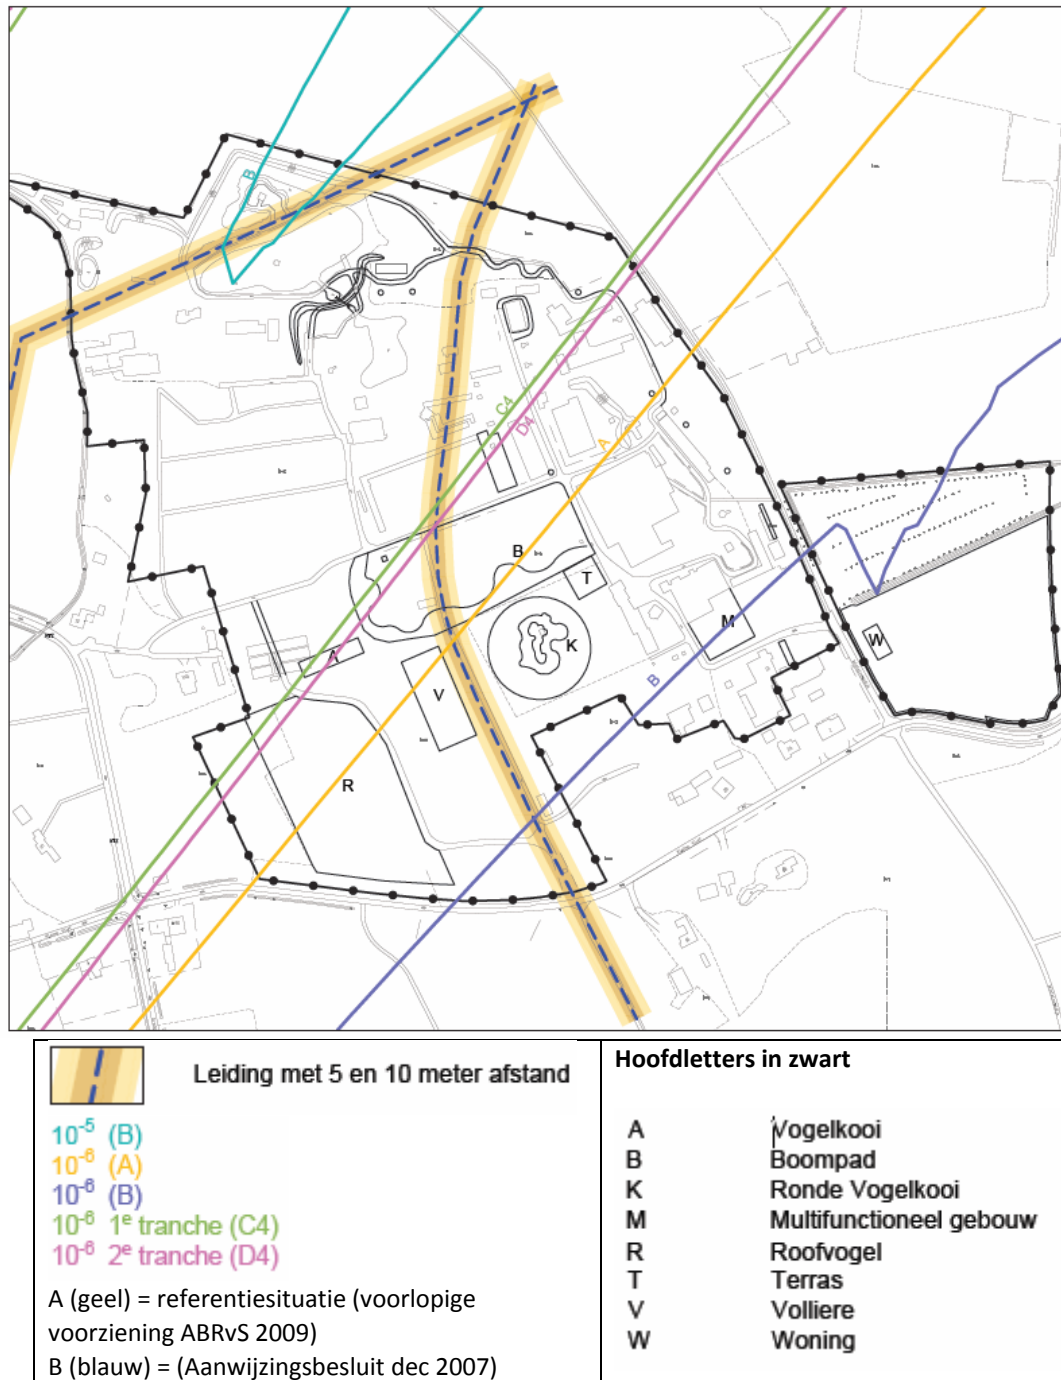 B
C4
D4
A
B
T
K
M
A
V
W
B
R
Leiding met 5 en 10 meter afstand
10⁻⁵ (B)
10⁻⁶ (A)
10⁻⁶ (B)
10⁻⁶ 1ᵉ tranche (C4)
10⁻⁶ 2ᵉ tranche (D4)
A (geel) = referentiesituatie (voorlopige
voorziening ABRvS 2009)
B (blauw) = (Aanwijzingsbesluit dec 2007)
Hoofdletters in zwart
A Vogelkooi
B Boompad
K Ronde Vogelkooi
M Multifunctioneel gebouw
R Roofvogel
T Terras
V Volliere
W Woning